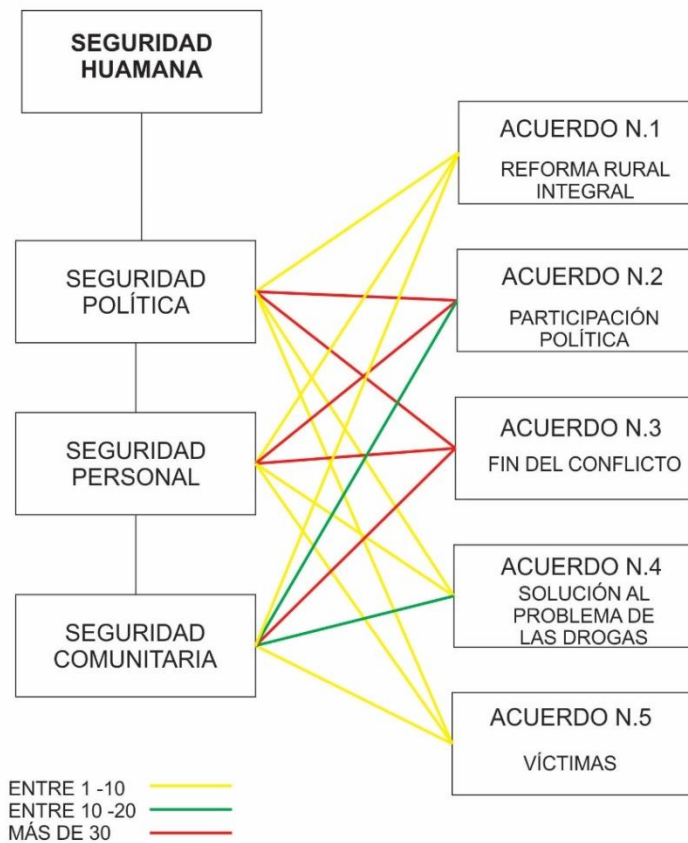 SEGURIDAD
HUAMANA
SEGURIDAD
POLÍTICA
SEGURIDAD
PERSONAL
SEGURIDAD
COMUNITARIA
ACUERDO N.1
REFORMA RURAL
INTEGRAL
ACUERDO N.2
PARTICIPACIÓN
POLÍTICA
ACUERDO N.3
FIN DEL CONFLICTO
ACUERDO N.4
SOLUCIÓN AL
PROBLEMA DE
LAS DROGAS
ACUERDO N.5
VÍCTIMAS
ENTRE 1 -10
ENTRE 10 -20
MÁS DE 30